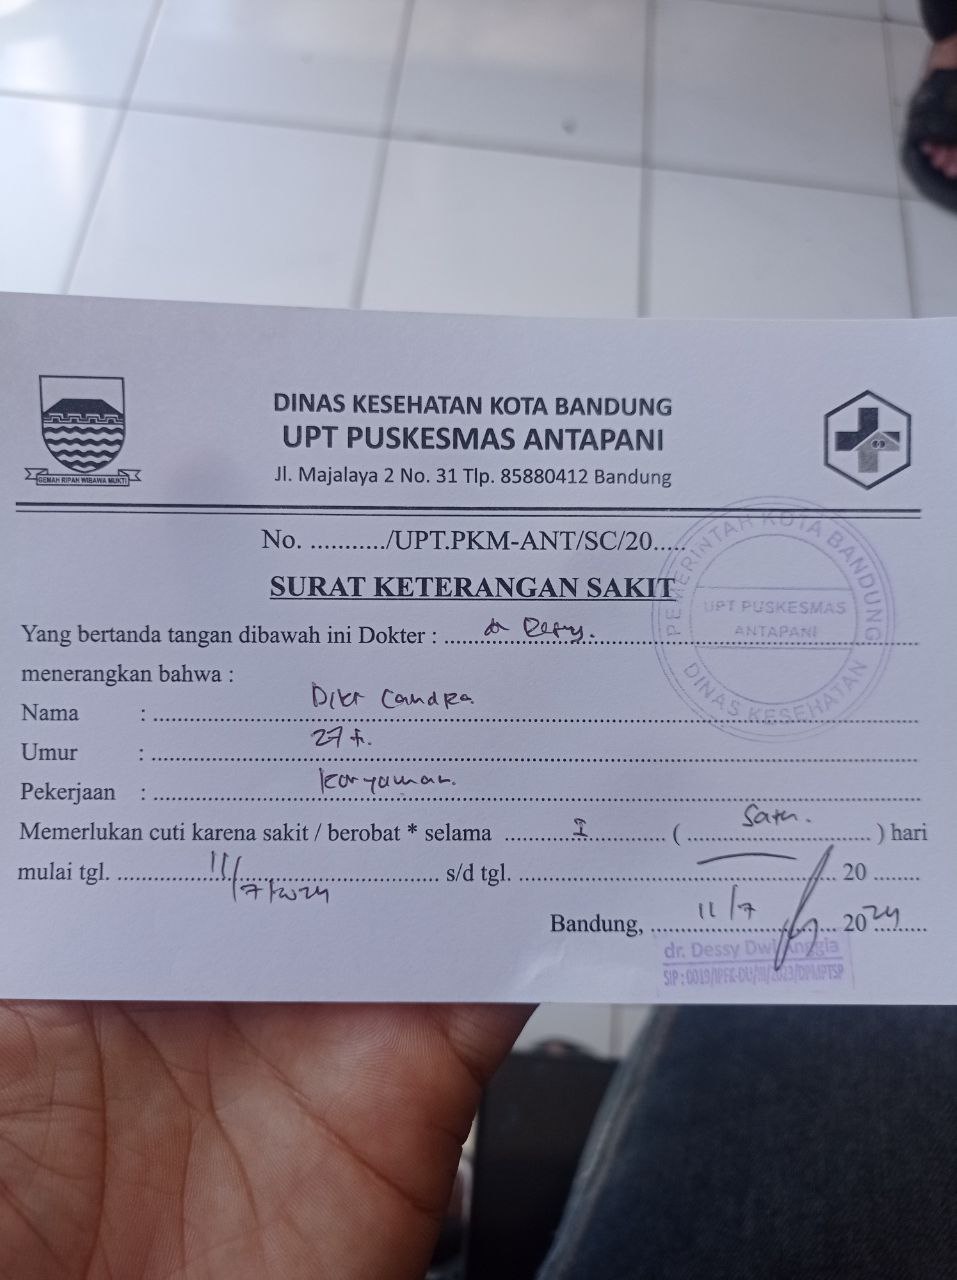 DINAS KESEHATAN KOTA BANDUNG
UPT PUSKESMAS ANTAPANI
Jl. Majalaya 2 No. 31 Tlp. 85880412 Bandung
GEMAH RIPAH WIBAWA MUKTI
No. .........../UPT.PKM-ANT/SC/20.....
SURAT KETERANGAN SAKIT
PEMERINTAH KOTA BANDUNG
UPT PUSKESMAS
ANTAPANI
DINAS KESEHATAN
Yang bertanda tangan dibawah ini Dokter : dr Dessy.
menerangkan bahwa :
Nama : Candra
Umur : 27
Pekerjaan : karyawan.
Memerlukan cuti karena sakit / berobat * selama 1 ( Satu. ) hari
mulai tgl. 11/7/2024 s/d tgl. 20
Bandung, 11/7 2024
dr. Dessy Dwi Anggia